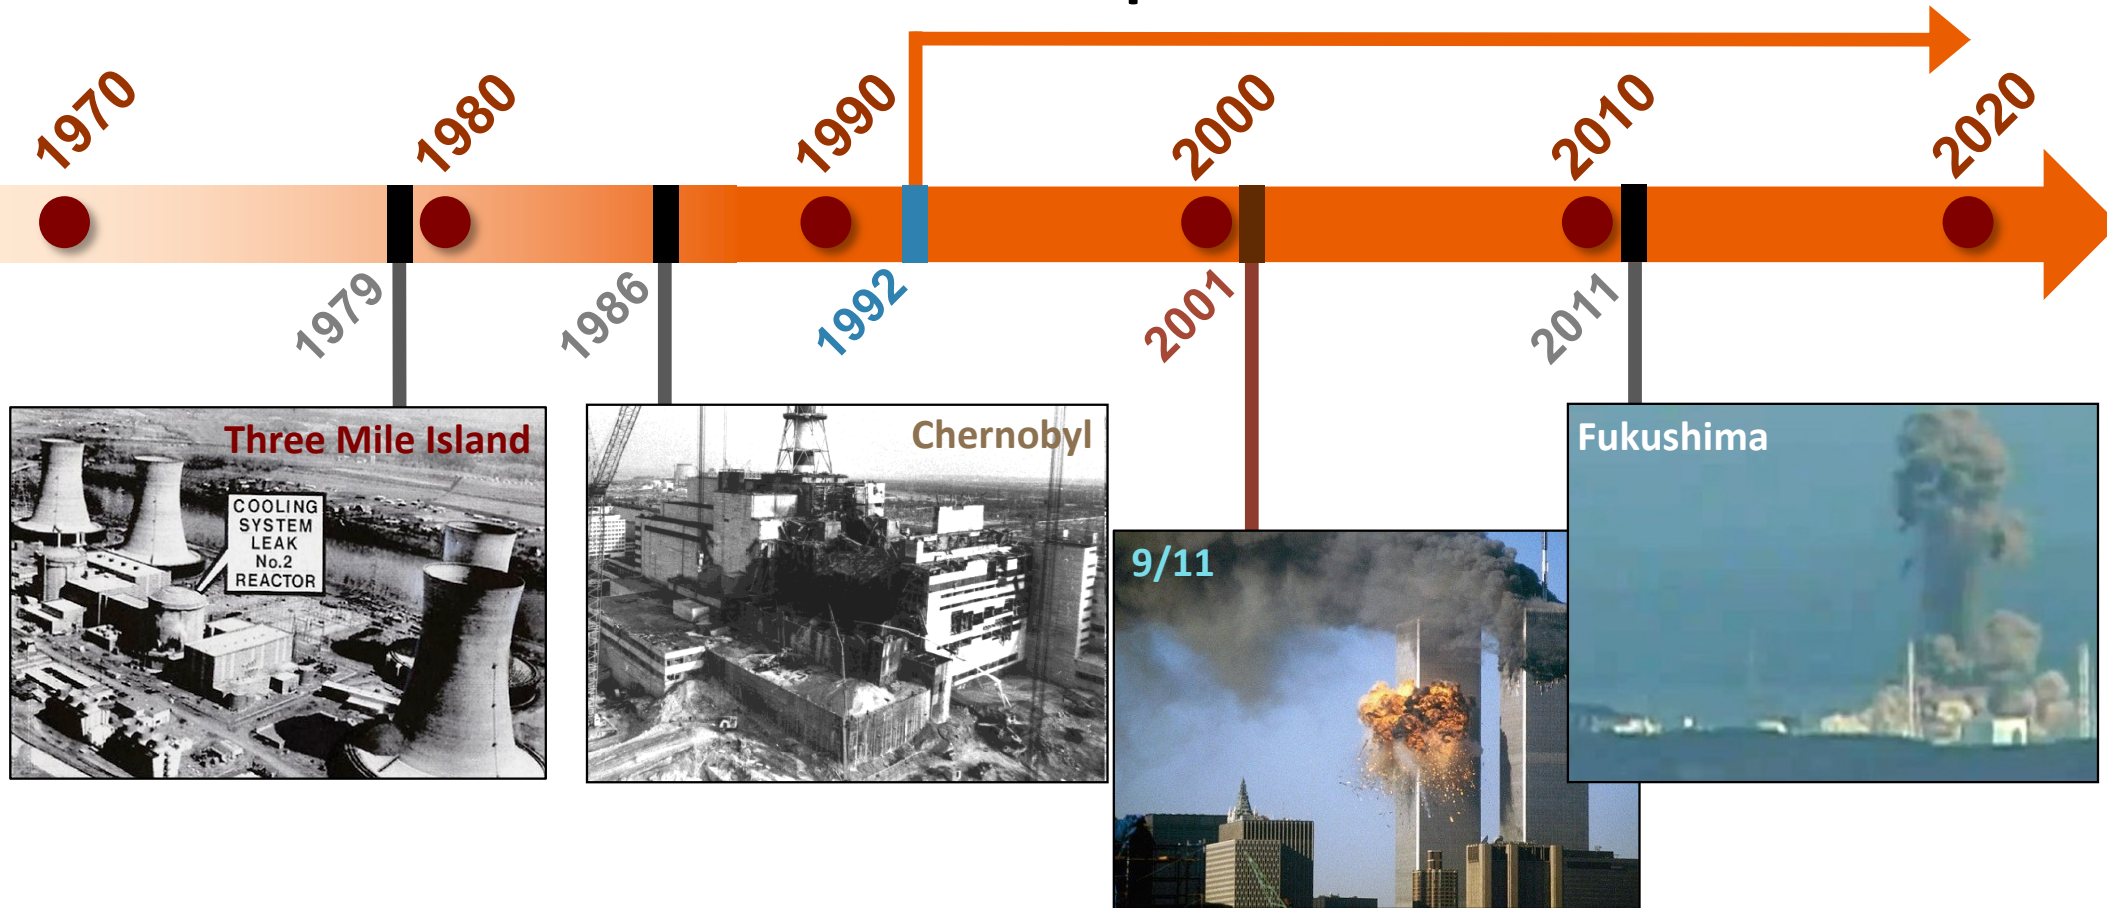 1970
1980
1990
2000
2010
2020
1979
1986
1992
2001
2011
Three Mile Island
COOLING
SYSTEM
LEAK
No.2
REACTOR
Chernobyl
9/11
Fukushima